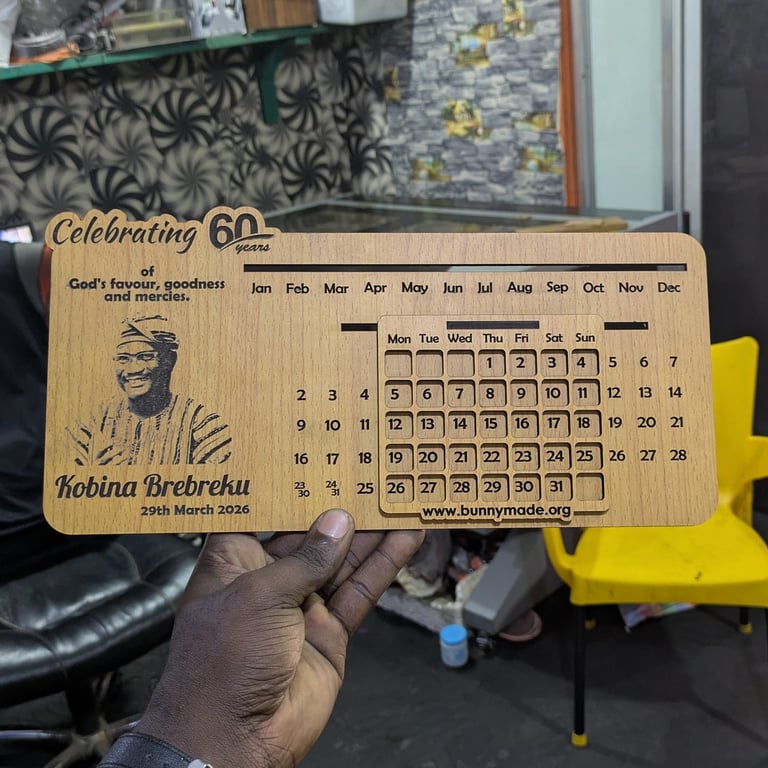 Celebrating 60 years
of
God's favour, goodness
and mercies.
Kobina Brebreku
29th March 2026
Jan Feb Mar Apr May Jun Jul Aug Sep Oct Nov Dec
Mon Tue Wed Thu Fri Sat Sun
1 2 3 4 5 6 7
2 3 4 5 6 7 8 9 10 11 12 13 14
9 10 11 12 13 14 15 16 17 18 19 20 21
16 17 18 19 20 21 22 23 24 25 26 27 28
23 30 24 31 25 26 27 28 29 30 31
www.bunnymade.org